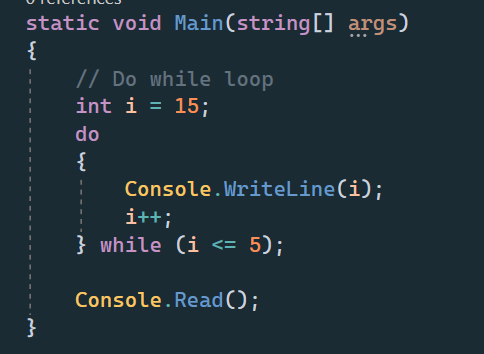 0 references
static void Main(string[] args)
{
// Do while loop
int i = 15;
do
{
Console.WriteLine(i);
i++;
} while (i <= 5);
Console.Read();
}